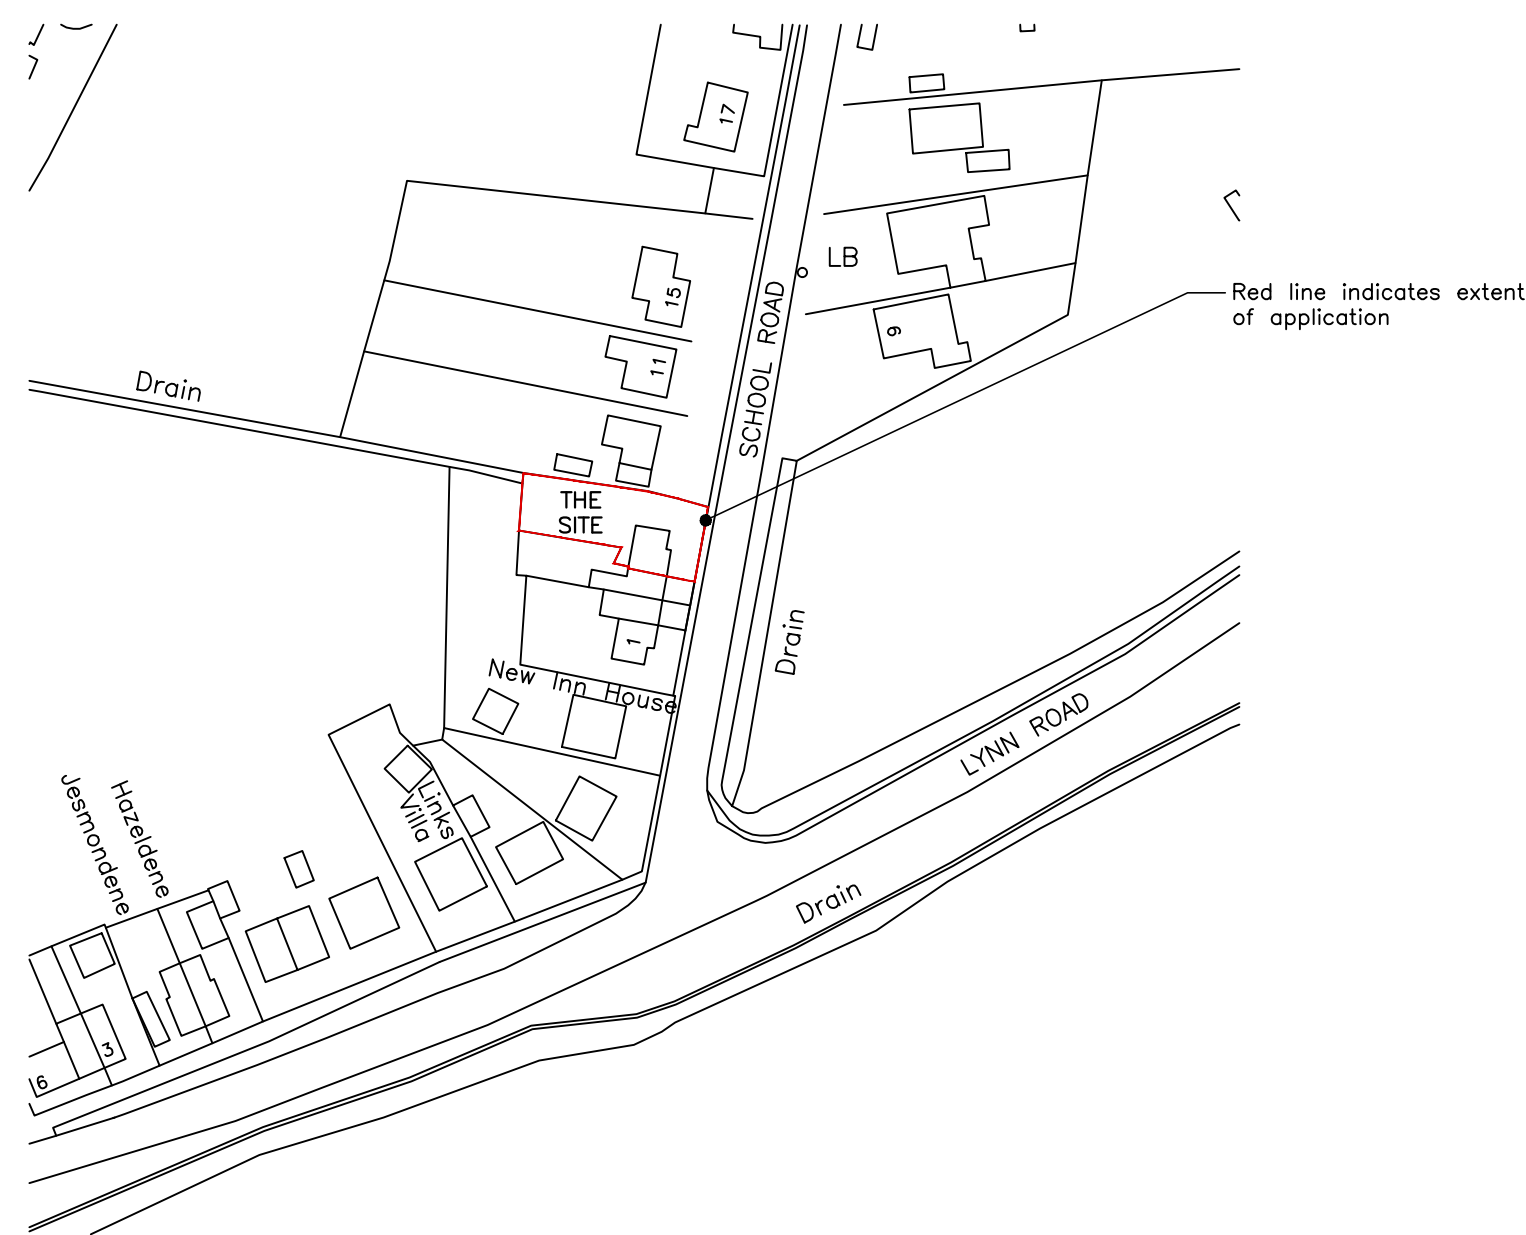 17
LB
15
SCHOOL ROAD
Red line indicates extent
of application
9
11
Drain
THE
SITE
Drain
1
New Inn House
LYNN ROAD
Links
Villa
Hazeldene
Jesmondene
Drain
3
6